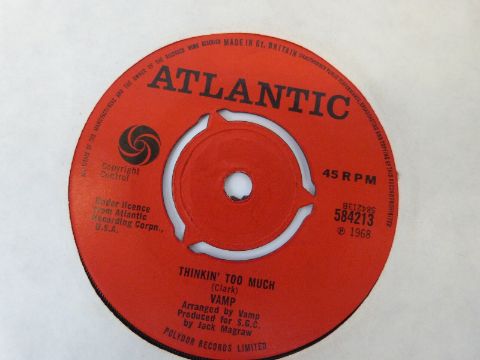 MADE IN GT. BRITAIN
ATLANTIC
Copyright
Control
45 RPM
Under licence
from Atlantic
Recording Corpn.,
U.S.A.
584213B
584213
℗ 1968
THINKIN' TOO MUCH
(Clark)
VAMP
Arranged by Vamp
Produced for S.G.C.
by Jack Magraw
POLYDOR RECORDS LIMITED